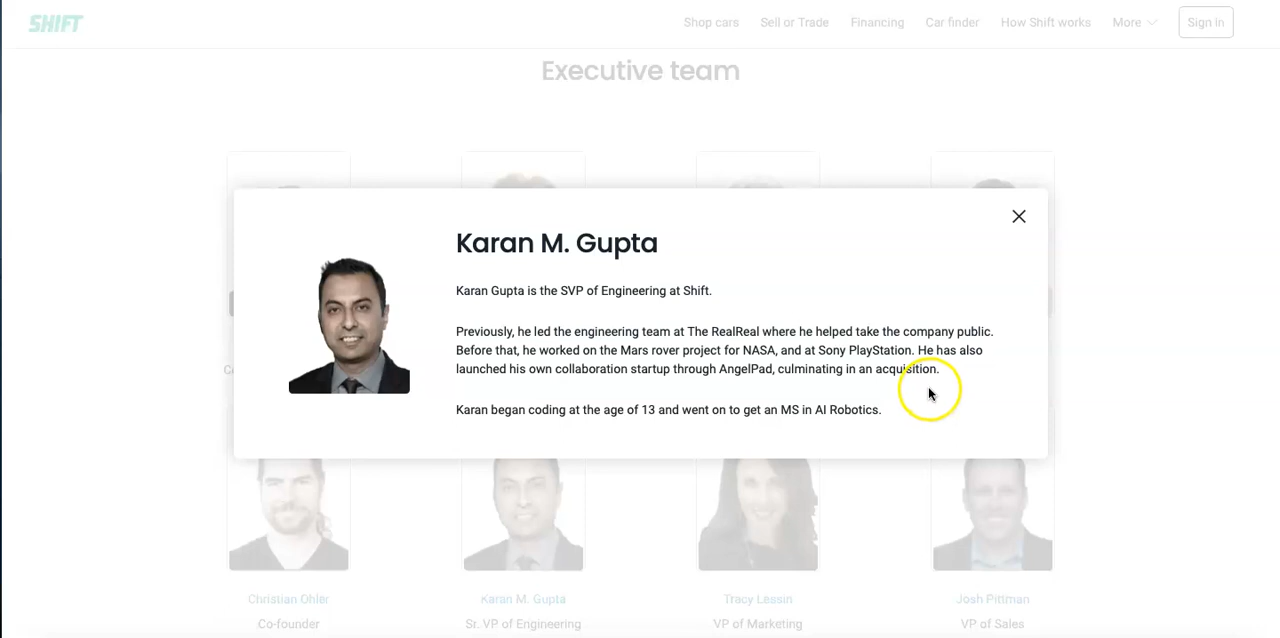 SHIFT
Shop cars Sell or Trade Financing Car finder How Shift works More Sign in
Executive team
Karan M. Gupta
Karan Gupta is the SVP of Engineering at Shift.
Previously, he led the engineering team at The RealReal where he helped take the company public.
Before that, he worked on the Mars rover project for NASA, and at Sony PlayStation. He has also
launched his own collaboration startup through AngelPad, culminating in an acquisition.
Karan began coding at the age of 13 and went on to get an MS in AI Robotics.
Christian Ohler Karan M. Gupta Tracy Lessin Josh Pittman
Co-founder Sr. VP of Engineering VP of Marketing VP of Sales